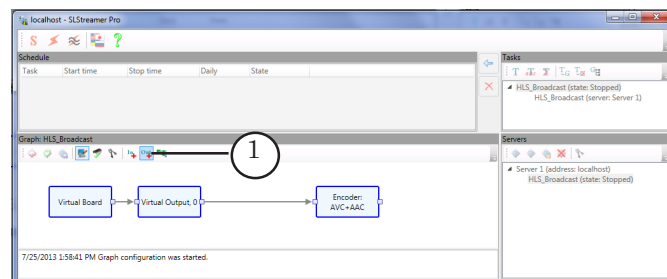 localhost - SLStreamer Pro
Schedule
Task Start time Stop time Daily State
Tasks
HLS_Broadcast (state: Stopped)
HLS_Broadcast (server: Server 1)
Graph: HLS_Broadcast
1
Virtual Board
Virtual Output, 0
Encoder:
AVC+AAC
Servers
Server 1 (address: localhost)
HLS_Broadcast (state: Stopped)
7/25/2013 1:58:41 PM Graph configuration was started.